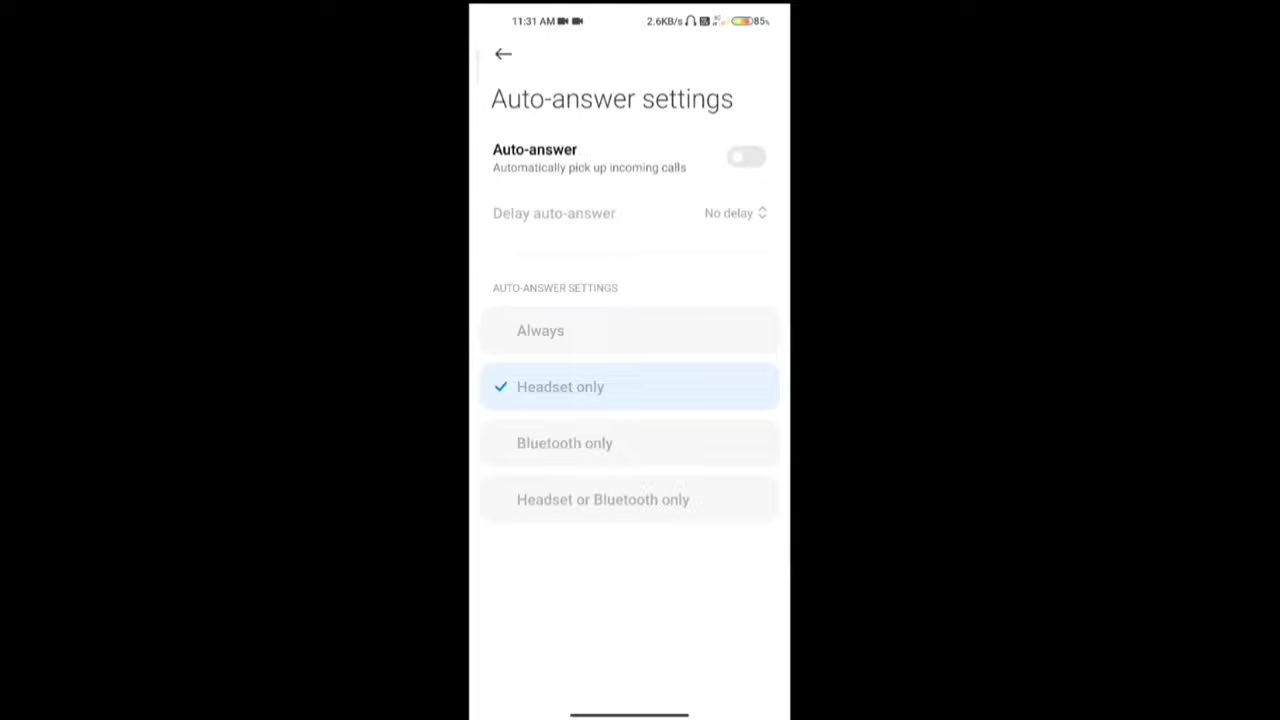 11:31 AM 2.6KB/s 4G 85%
Auto-answer settings
Auto-answer
Automatically pick up incoming calls
Delay auto-answer No delay
AUTO-ANSWER SETTINGS
Always
Headset only
Bluetooth only
Headset or Bluetooth only